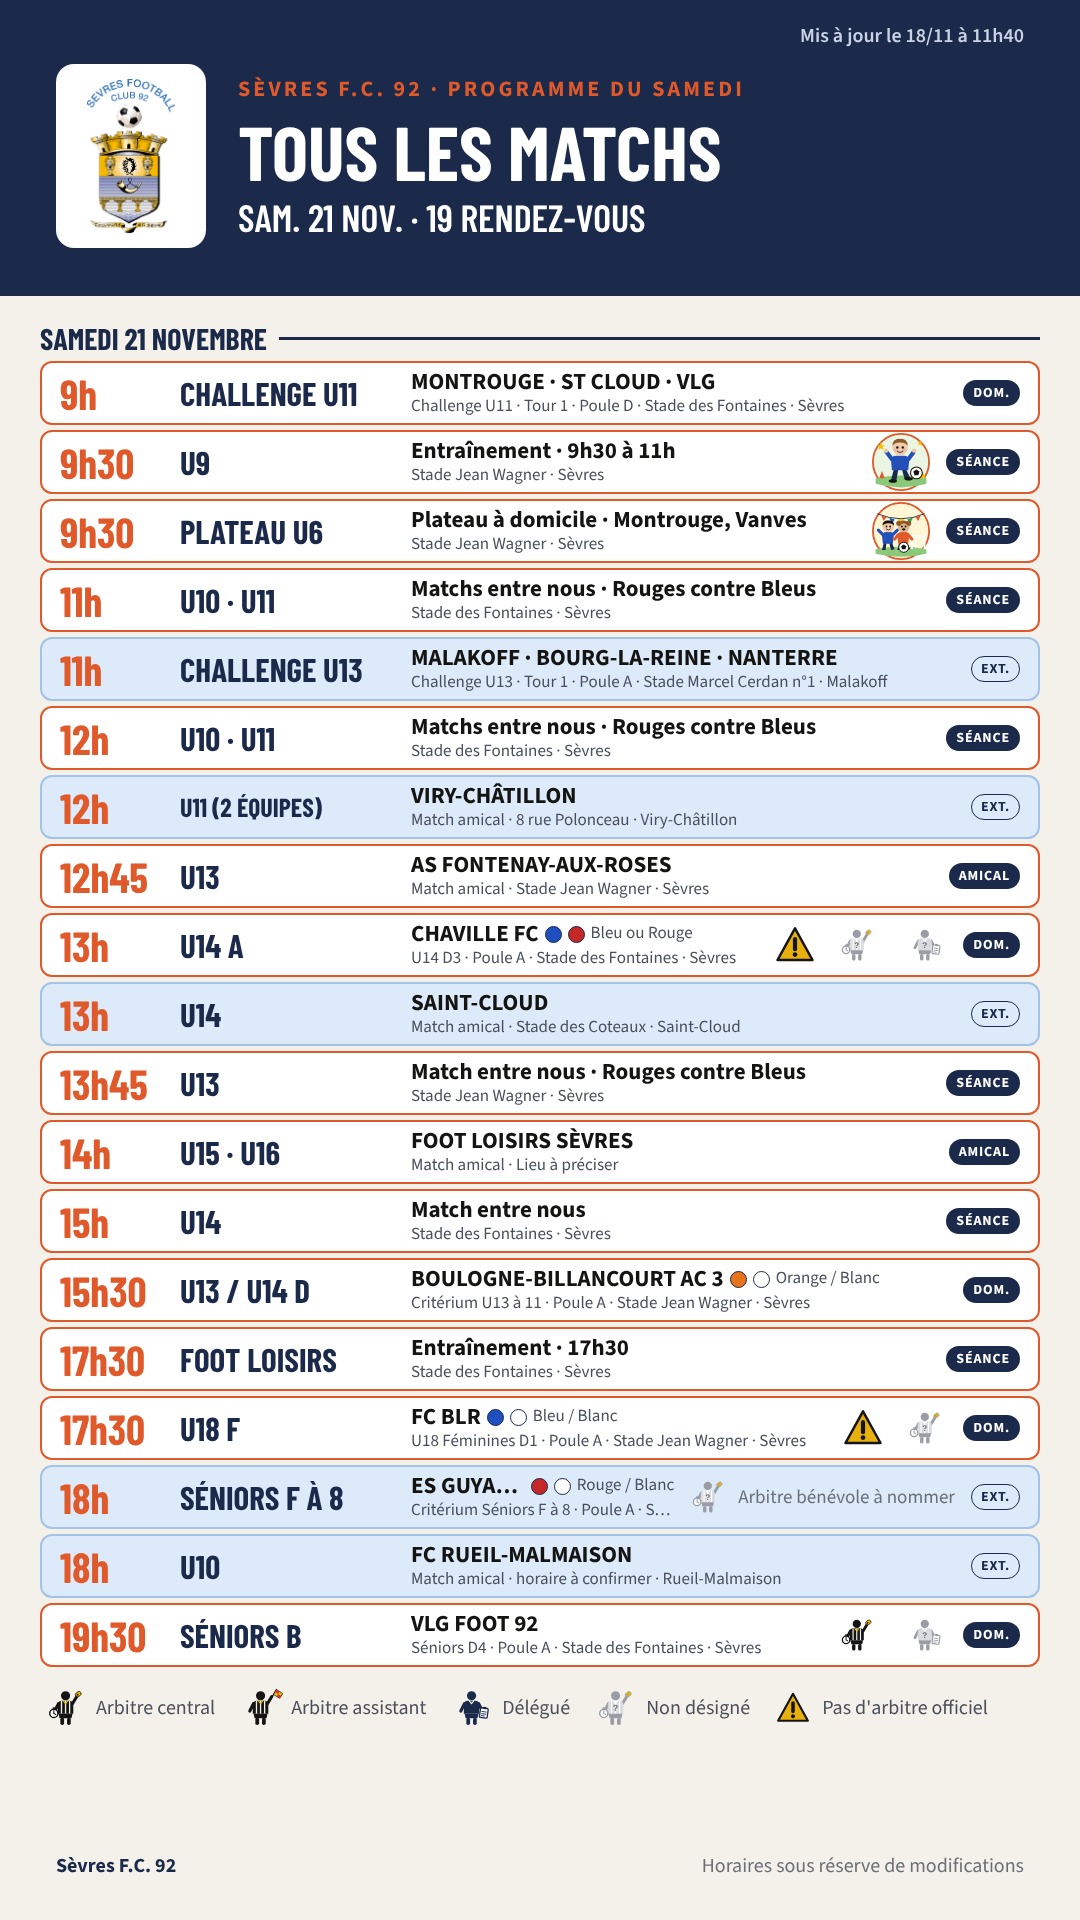 Mis à jour le 18/11 à 11h40
SEVRES FOOTBALL
CLUB 92
SÈVRES F.C. 92 · PROGRAMME DU SAMEDI
TOUS LES MATCHS
SAM. 21 NOV. · 19 RENDEZ-VOUS
SAMEDI 21 NOVEMBRE
9h CHALLENGE U11 MONTROUGE · ST CLOUD · VLG DOM.
Challenge U11 · Tour 1 · Poule D · Stade des Fontaines · Sèvres
9h30 U9 Entraînement · 9h30 à 11h SÉANCE
Stade Jean Wagner · Sèvres
9h30 PLATEAU U6 Plateau à domicile · Montrouge, Vanves SÉANCE
Stade Jean Wagner · Sèvres
11h U10 · U11 Matchs entre nous · Rouges contre Bleus SÉANCE
Stade des Fontaines · Sèvres
11h CHALLENGE U13 MALAKOFF · BOURG-LA-REINE · NANTERRE EXT.
Challenge U13 · Tour 1 · Poule A · Stade Marcel Cerdan n°1 · Malakoff
12h U10 · U11 Matchs entre nous · Rouges contre Bleus SÉANCE
Stade des Fontaines · Sèvres
12h U11 (2 ÉQUIPES) VIRY-CHÂTILLON EXT.
Match amical · 8 rue Polonceau · Viry-Châtillon
12h45 U13 AS FONTENAY-AUX-ROSES AMICAL
Match amical · Stade Jean Wagner · Sèvres
13h U14 A CHAVILLE FC Bleu ou Rouge DOM.
U14 D3 · Poule A · Stade des Fontaines · Sèvres
13h U14 SAINT-CLOUD EXT.
Match amical · Stade des Coteaux · Saint-Cloud
13h45 U13 Match entre nous · Rouges contre Bleus SÉANCE
Stade Jean Wagner · Sèvres
14h U15 · U16 FOOT LOISIRS SÈVRES AMICAL
Match amical · Lieu à préciser
15h U14 Match entre nous SÉANCE
Stade des Fontaines · Sèvres
15h30 U13 / U14 D BOULOGNE-BILLANCOURT AC 3 Orange / Blanc DOM.
Critérium U13 à 11 · Poule A · Stade Jean Wagner · Sèvres
17h30 FOOT LOISIRS Entraînement · 17h30 SÉANCE
Stade des Fontaines · Sèvres
17h30 U18 F FC BLR Bleu / Blanc DOM.
U18 Féminines D1 · Poule A · Stade Jean Wagner · Sèvres
18h SÉNIORS F À 8 ES GUYA... Rouge / Blanc Arbitre bénévole à nommer EXT.
Critérium Séniors F à 8 · Poule A · S...
18h U10 FC RUEIL-MALMAISON EXT.
Match amical · horaire à confirmer · Rueil-Malmaison
19h30 SÉNIORS B VLG FOOT 92 DOM.
Séniors D4 · Poule A · Stade des Fontaines · Sèvres
Arbitre central Arbitre assistant Délégué Non désigné Pas d'arbitre officiel
Sèvres F.C. 92 Horaires sous réserve de modifications